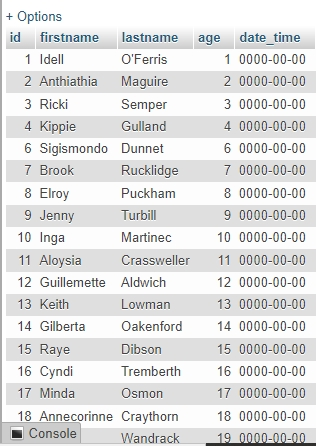 + Options
id firstname lastname age date_time
1 Idell O'Ferris 1 0000-00-00
2 Anthiathia Maguire 2 0000-00-00
3 Ricki Semper 3 0000-00-00
4 Kippie Gulland 4 0000-00-00
6 Sigismondo Dunnet 6 0000-00-00
7 Brook Rucklidge 7 0000-00-00
8 Elroy Puckham 8 0000-00-00
9 Jenny Turbill 9 0000-00-00
10 Inga Martinec 10 0000-00-00
11 Aloysia Crassweller 11 0000-00-00
12 Guillemette Aldwich 12 0000-00-00
13 Keith Lowman 13 0000-00-00
14 Gilberta Oakenford 14 0000-00-00
15 Raye Dibson 15 0000-00-00
16 Cyndi Tremberth 16 0000-00-00
17 Minda Osmon 17 0000-00-00
18 Annecorinne Craythorn 18 0000-00-00
Console Wandrack 19 0000-00-00